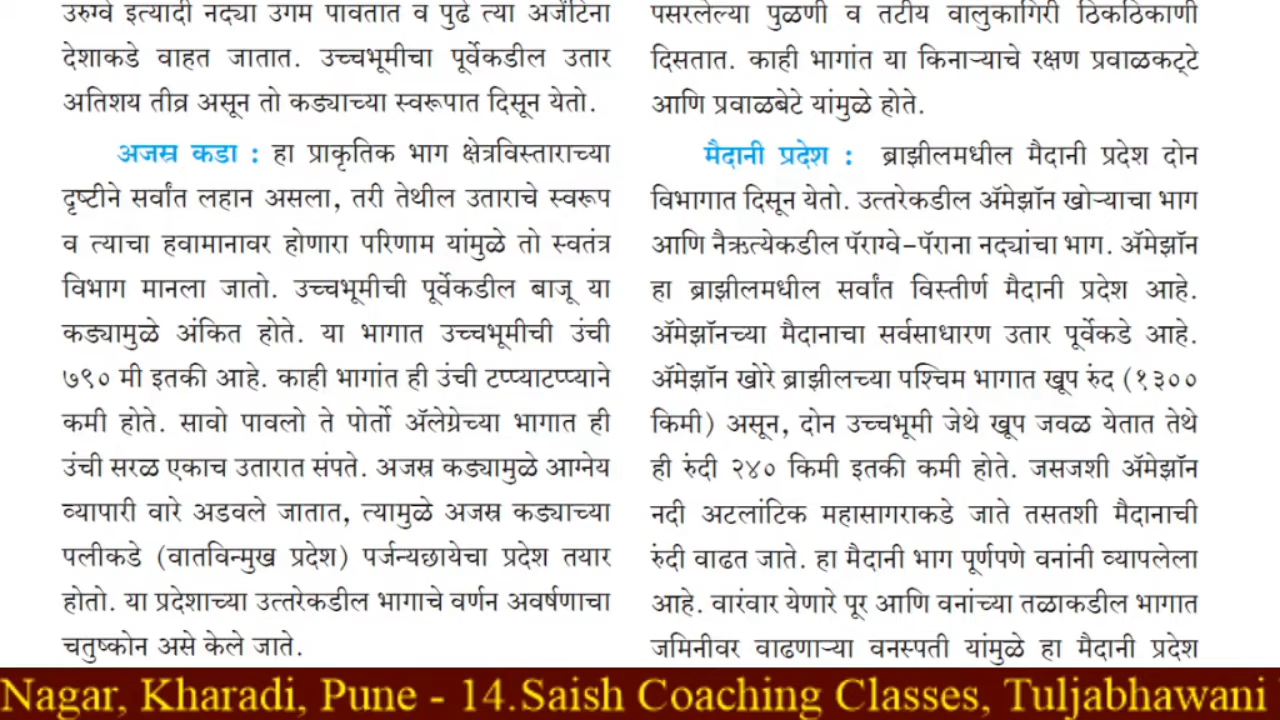 उरुग्वे इत्यादी नद्या उगम पावतात व पुढे त्या अर्जेंटिना
देशाकडे वाहत जातात. उच्चभूमीचा पूर्वेकडील उतार
अतिशय तीव्र असून तो कड्याच्या स्वरूपात दिसून येतो.
अजस्र कडा : हा प्राकृतिक भाग क्षेत्रविस्ताराच्या
दृष्टीने सर्वांत लहान असला, तरी तेथील उताराचे स्वरूप
व त्याचा हवामानावर होणारा परिणाम यांमुळे तो स्वतंत्र
विभाग मानला जातो. उच्चभूमीची पूर्वेकडील बाजू या
कड्यामुळे अंकित होते. या भागात उच्चभूमीची उंची
७९० मी इतकी आहे. काही भागांत ही उंची टप्प्याटप्प्याने
कमी होते. सावो पावलो ते पोर्तो ॲलेग्रेच्या भागात ही
उंची सरळ एकाच उतारात संपते. अजस्र कड्यामुळे आग्नेय
व्यापारी वारे अडवले जातात, त्यामुळे अजस्र कड्याच्या
पलीकडे (वातविन्मुख प्रदेश) पर्जन्यछायेचा प्रदेश तयार
होतो. या प्रदेशाच्या उत्तरेकडील भागाचे वर्णन अवर्षणाचा
चतुष्कोन असे केले जाते.
पसरलेल्या पुळणी व तटीय वालुकागिरी ठिकठिकाणी
दिसतात. काही भागांत या किनाऱ्याचे रक्षण प्रवाळकट्टे
आणि प्रवाळबेटे यांमुळे होते.
मैदानी प्रदेश : ब्राझीलमधील मैदानी प्रदेश दोन
विभागात दिसून येतो. उत्तरेकडील ॲमेझॉन खोऱ्याचा भाग
आणि नैऋत्येकडील पॅराग्वे-पॅराना नद्यांचा भाग. ॲमेझॉन
हा ब्राझीलमधील सर्वांत विस्तीर्ण मैदानी प्रदेश आहे.
ॲमेझॉनच्या मैदानाचा सर्वसाधारण उतार पूर्वेकडे आहे.
ॲमेझॉन खोरे ब्राझीलच्या पश्चिम भागात खूप रुंद (१३००
किमी) असून, दोन उच्चभूमी जेथे खूप जवळ येतात तेथे
ही रुंदी २४० किमी इतकी कमी होते. जसजशी ॲमेझॉन
नदी अटलांटिक महासागराकडे जाते तसतशी मैदानाची
रुंदी वाढत जाते. हा मैदानी भाग पूर्णपणे वनांनी व्यापलेला
आहे. वारंवार येणारे पूर आणि वनांच्या तळाकडील भागात
जमिनीवर वाढणाऱ्या वनस्पती यांमुळे हा मैदानी प्रदेश
Nagar, Kharadi, Pune - 14.Saish Coaching Classes, Tuljabhawani